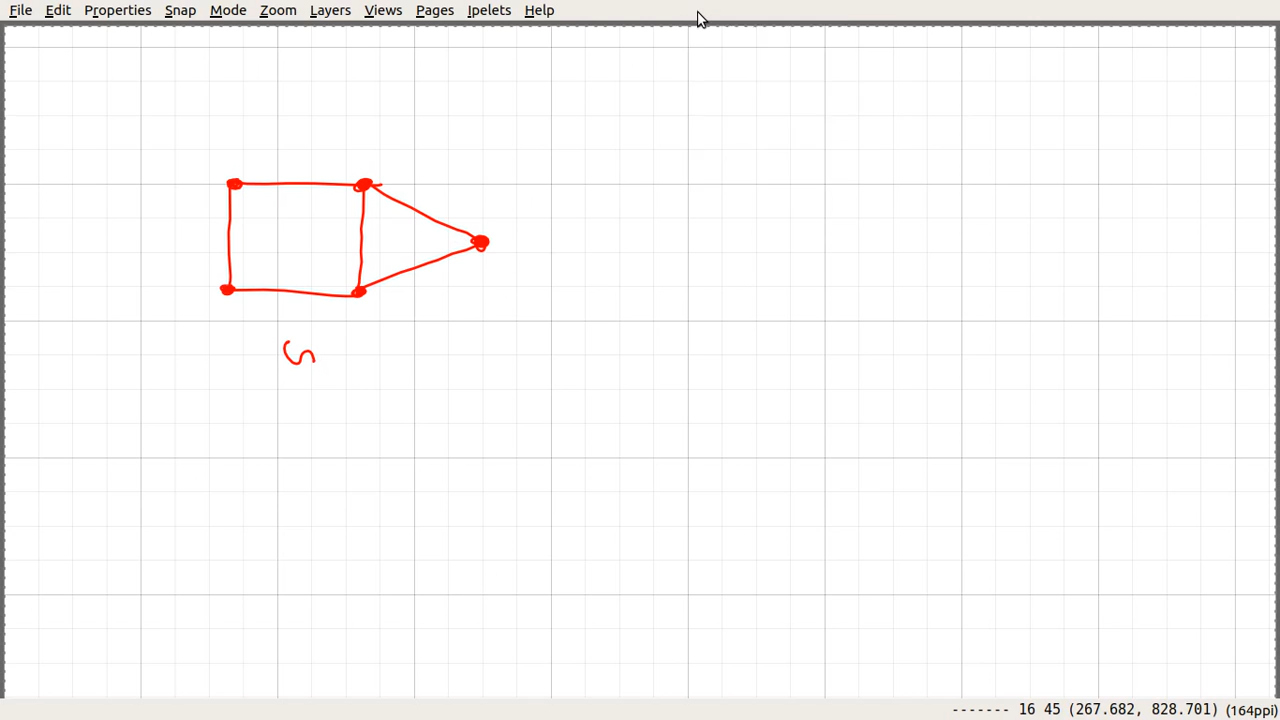 File Edit Properties Snap Mode Zoom Layers Views Pages Ipelets Help
------- 16 45 (267.682, 828.701) (164ppi)